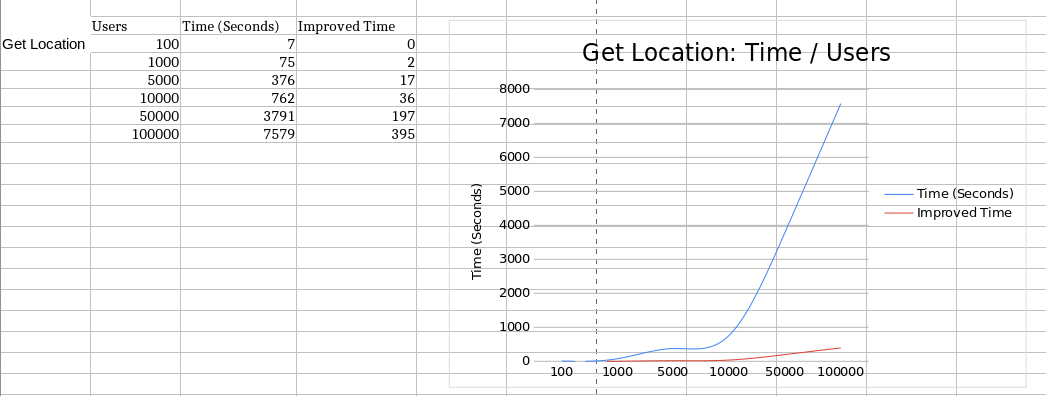 Users Time (Seconds) Improved Time
Get Location 100 7 0
1000 75 2
5000 376 17
10000 762 36
50000 3791 197
100000 7579 395
Get Location: Time / Users
8000
7000
6000
5000
4000
3000
2000
1000
0
Time (Seconds)
100 1000 5000 10000 50000 100000
Time (Seconds)
Improved Time